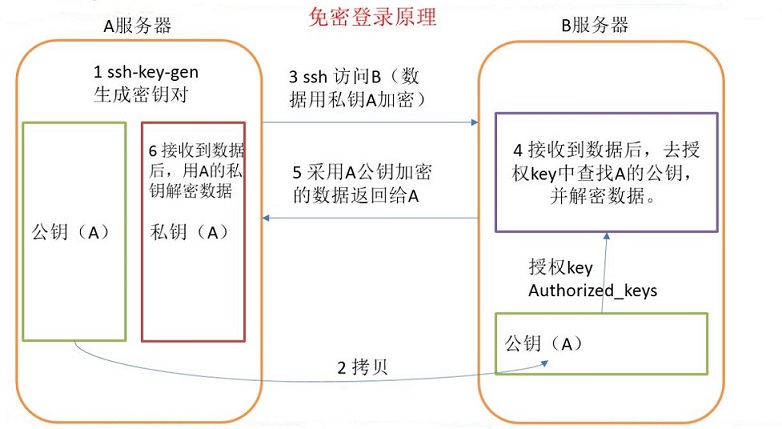 免密登录原理
A服务器
B服务器
1 ssh-key-gen
生成密钥对
3 ssh 访问B（数
据用私钥A加密）
6 接收到数据
后，用A的私
钥解密数据
公钥（A）
私钥（A）
5 采用A公钥加密
的数据返回给A
4 接收到数据后，去授
权key中查找A的公钥，
并解密数据。
授权key
Authorized_keys
公钥（A）
2 拷贝